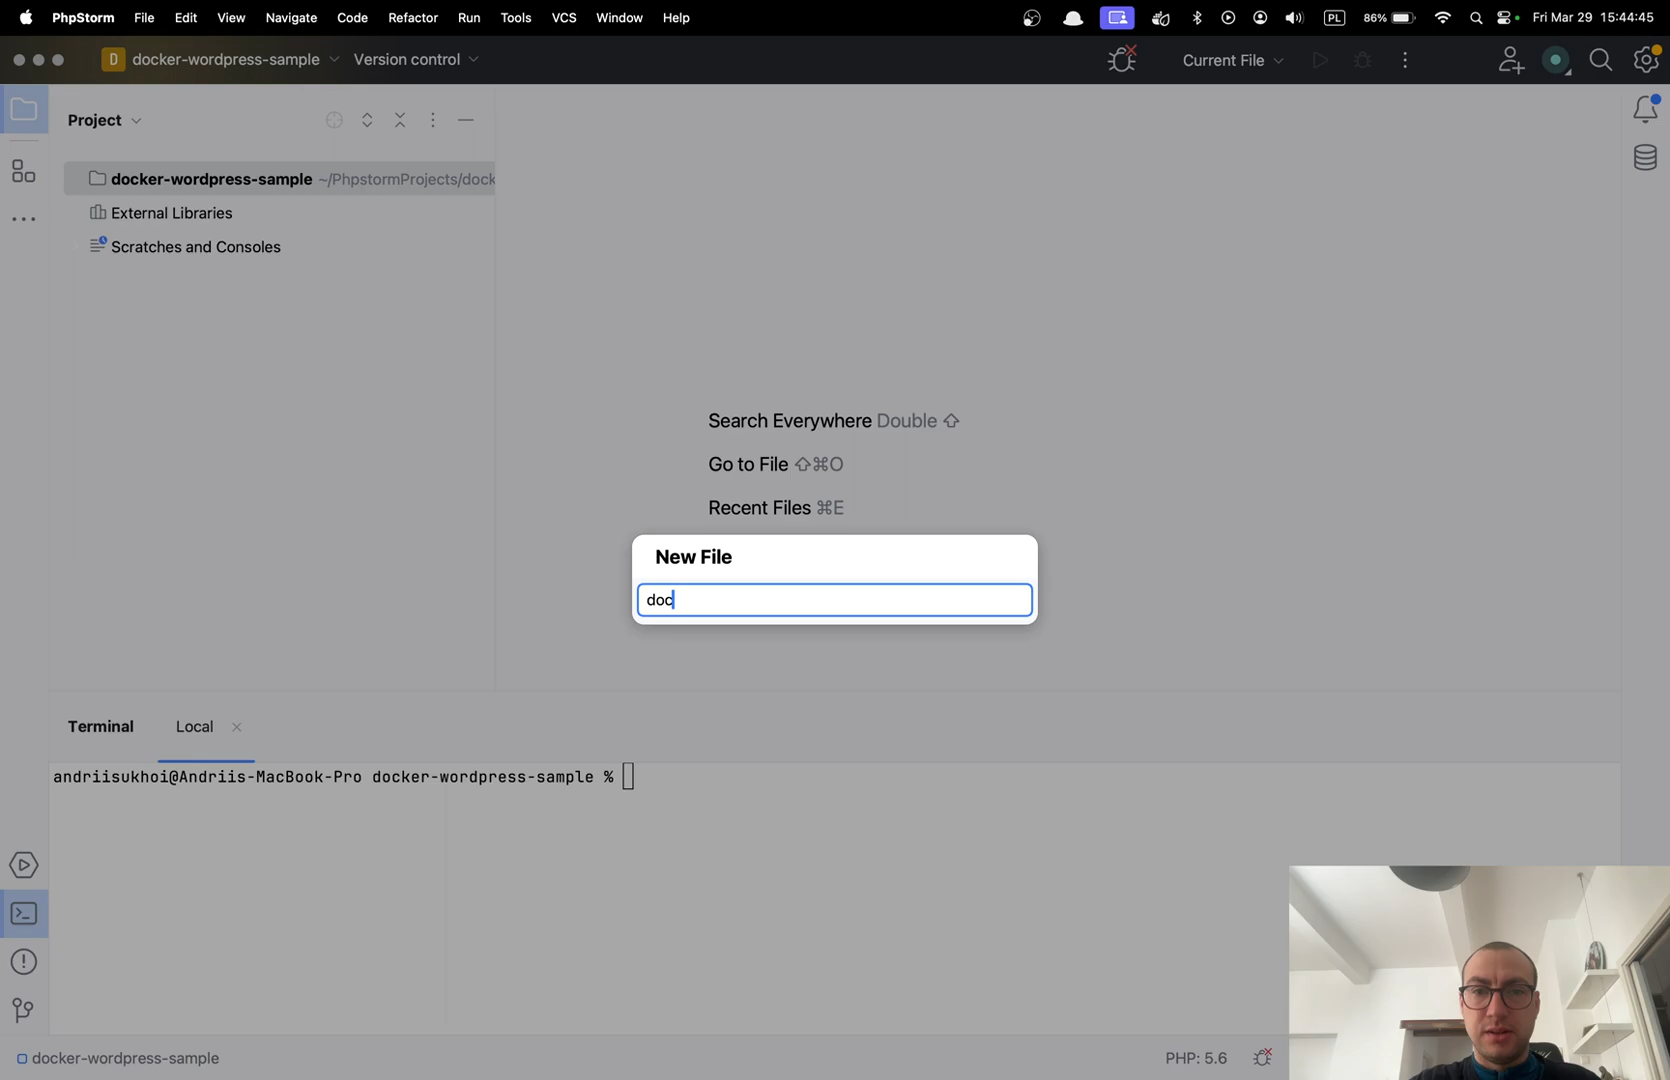 PhpStorm File Edit View Navigate Code Refactor Run Tools Window VCS Help PL 86% Fri Mar 29 15:44:45
D docker-wordpress-sample Version control Current File
Project
docker-wordpress-sample ~/PhpstormProjects/dock
External Libraries
Scratches and Consoles
Search Everywhere Double ⇧
Go to File ⇧⌘O
Recent Files ⌘E
New File
doc
Terminal Local
andriisukhoi@Andriis-MacBook-Pro docker-wordpress-sample %
docker-wordpress-sample PHP: 5.6